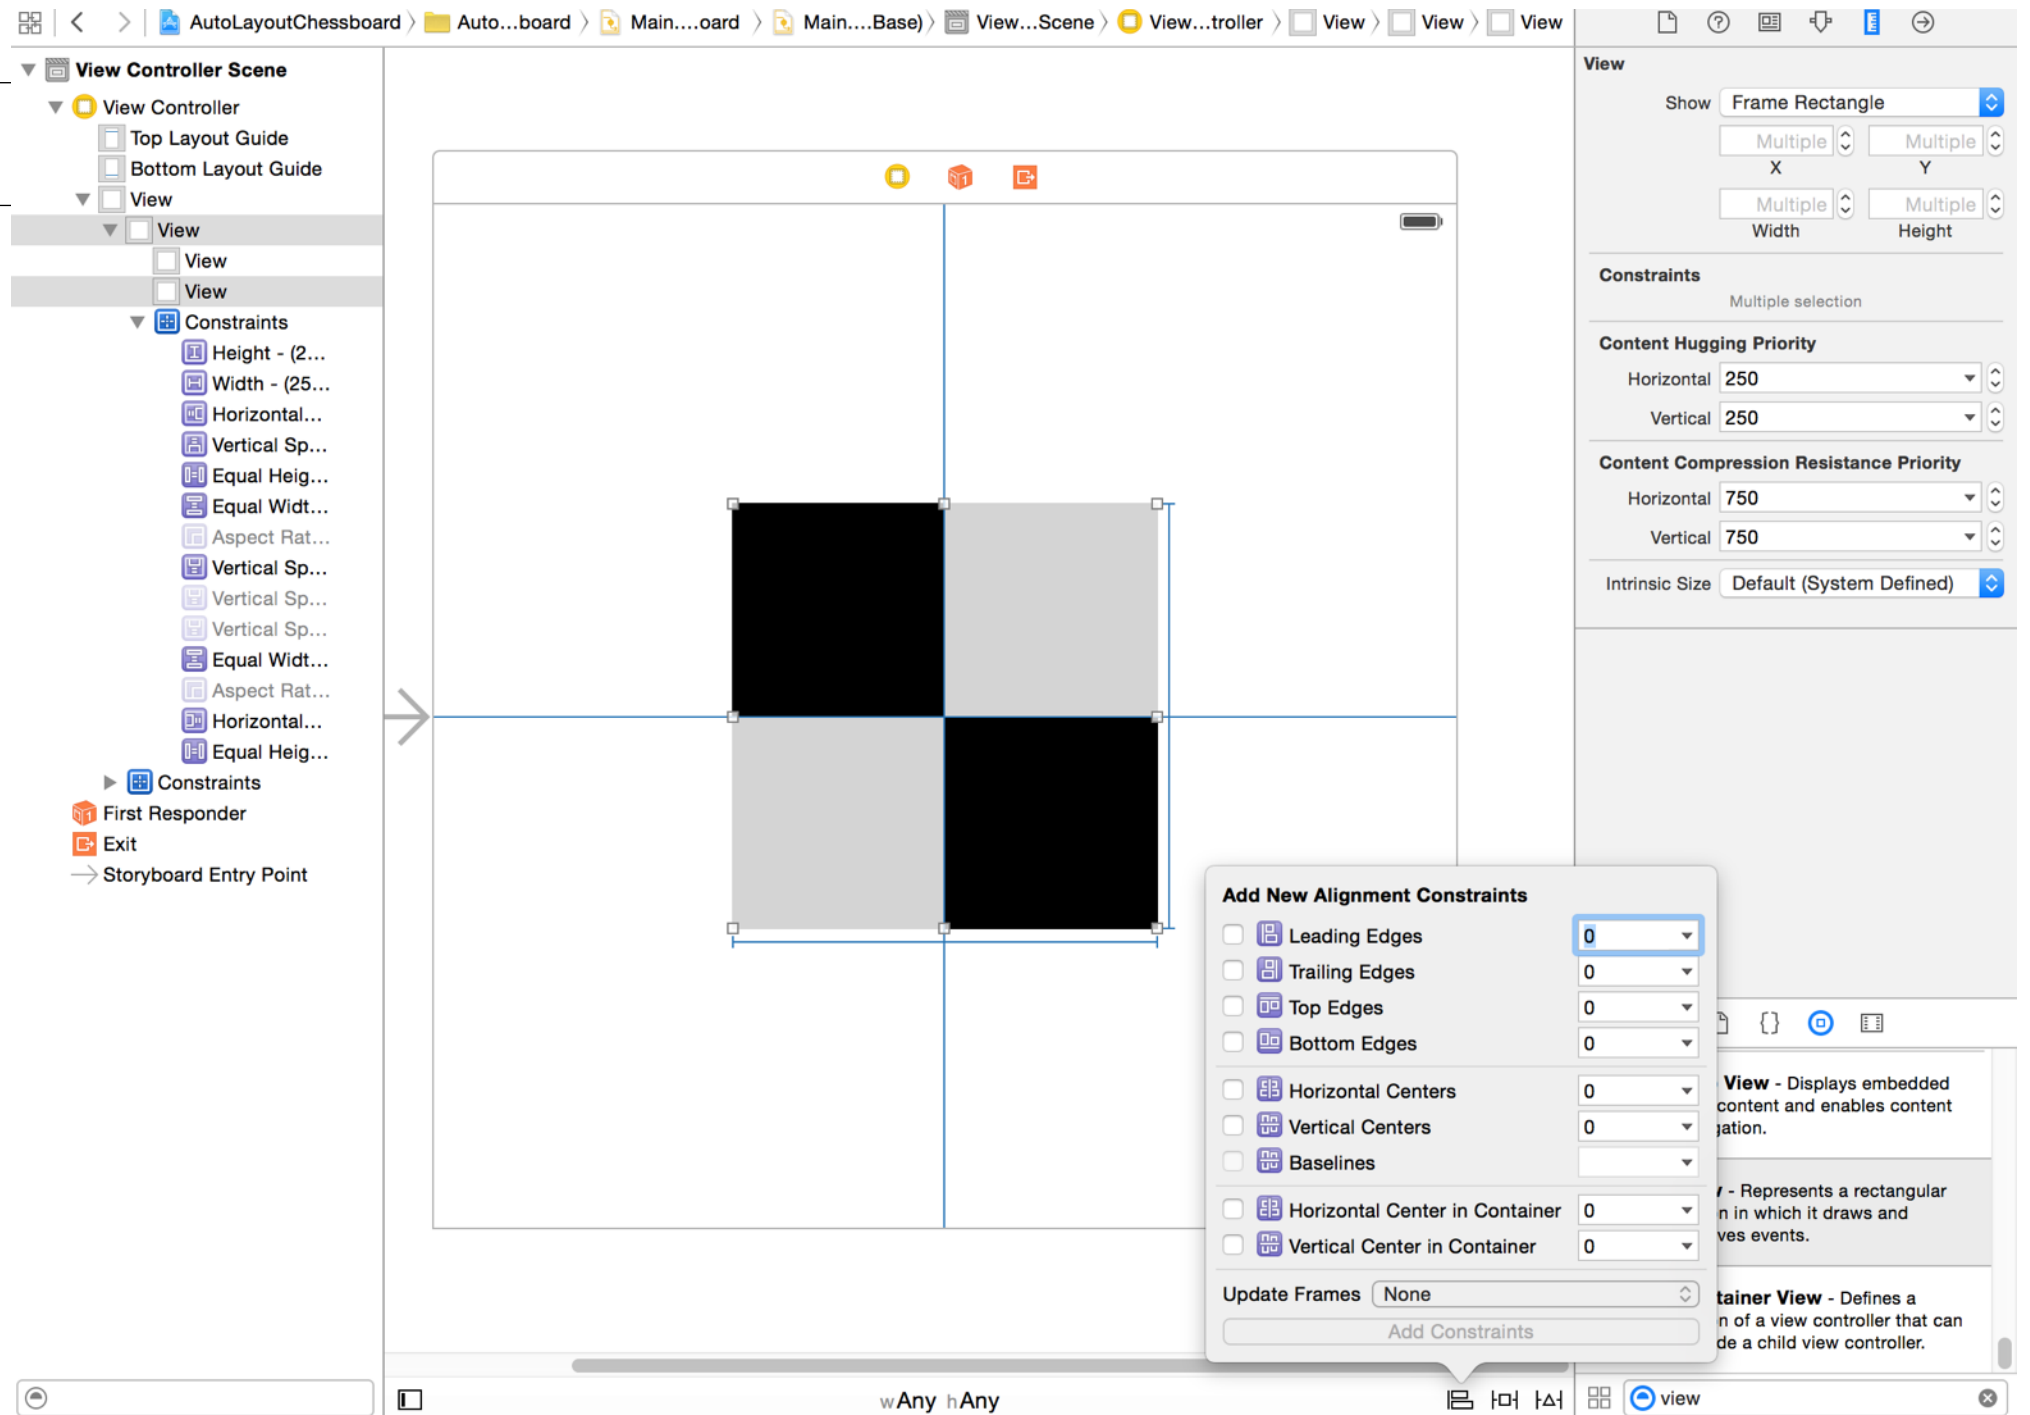 AutoLayoutChessboard Auto...board Main....oard Main....Base) View...Scene View...troller View View View
View Controller Scene
View Controller
Top Layout Guide
Bottom Layout Guide
View
View
View
View
Constraints
Height - (2...
Width - (25...
Horizontal...
Vertical Sp...
Equal Heig...
Equal Widt...
Aspect Rat...
Vertical Sp...
Vertical Sp...
Vertical Sp...
Equal Widt...
Aspect Rat...
Horizontal...
Equal Heig...
Constraints
First Responder
Exit
Storyboard Entry Point
Add New Alignment Constraints
Leading Edges 0
Trailing Edges 0
Top Edges 0
Bottom Edges 0
Horizontal Centers 0
Vertical Centers 0
Baselines
Horizontal Center in Container 0
Vertical Center in Container 0
Update Frames None
Add Constraints
wAny hAny
View
Show Frame Rectangle
Multiple Multiple
X Y
Multiple Multiple
Width Height
Constraints
Multiple selection
Content Hugging Priority
Horizontal 250
Vertical 250
Content Compression Resistance Priority
Horizontal 750
Vertical 750
Intrinsic Size Default (System Defined)
{}
View - Displays embedded
content and enables content
gation.
- Represents a rectangular
n in which it draws and
ves events.
tainer View - Defines a
n of a view controller that can
de a child view controller.
view